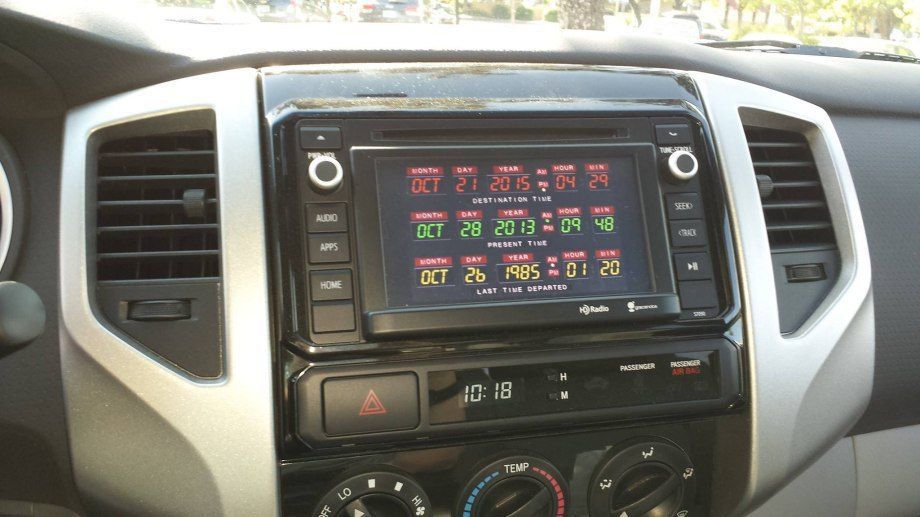 PWR·VOL
TUNE·SCROLL
MONTH DAY YEAR AM HOUR MIN
OCT 21 2015 PM 04 29
DESTINATION TIME
AUDIO
SEEK>
MONTH DAY YEAR AM HOUR MIN
OCT 28 2013 PM 09 48
PRESENT TIME
APPS
<TRACK
MONTH DAY YEAR AM HOUR MIN
OCT 26 1985 PM 01 20
LAST TIME DEPARTED
HOME
HD Radio gracenote
57091
10:18
H
M
PASSENGER
PASSENGER
AIR BAG
OFF LO HI
TEMP